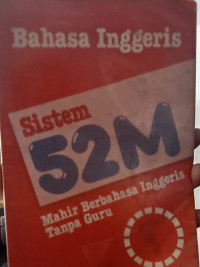 Bahasa Inggeris
Sistem
52M
Mahir Berbahasa Inggeris
Tanpa Guru